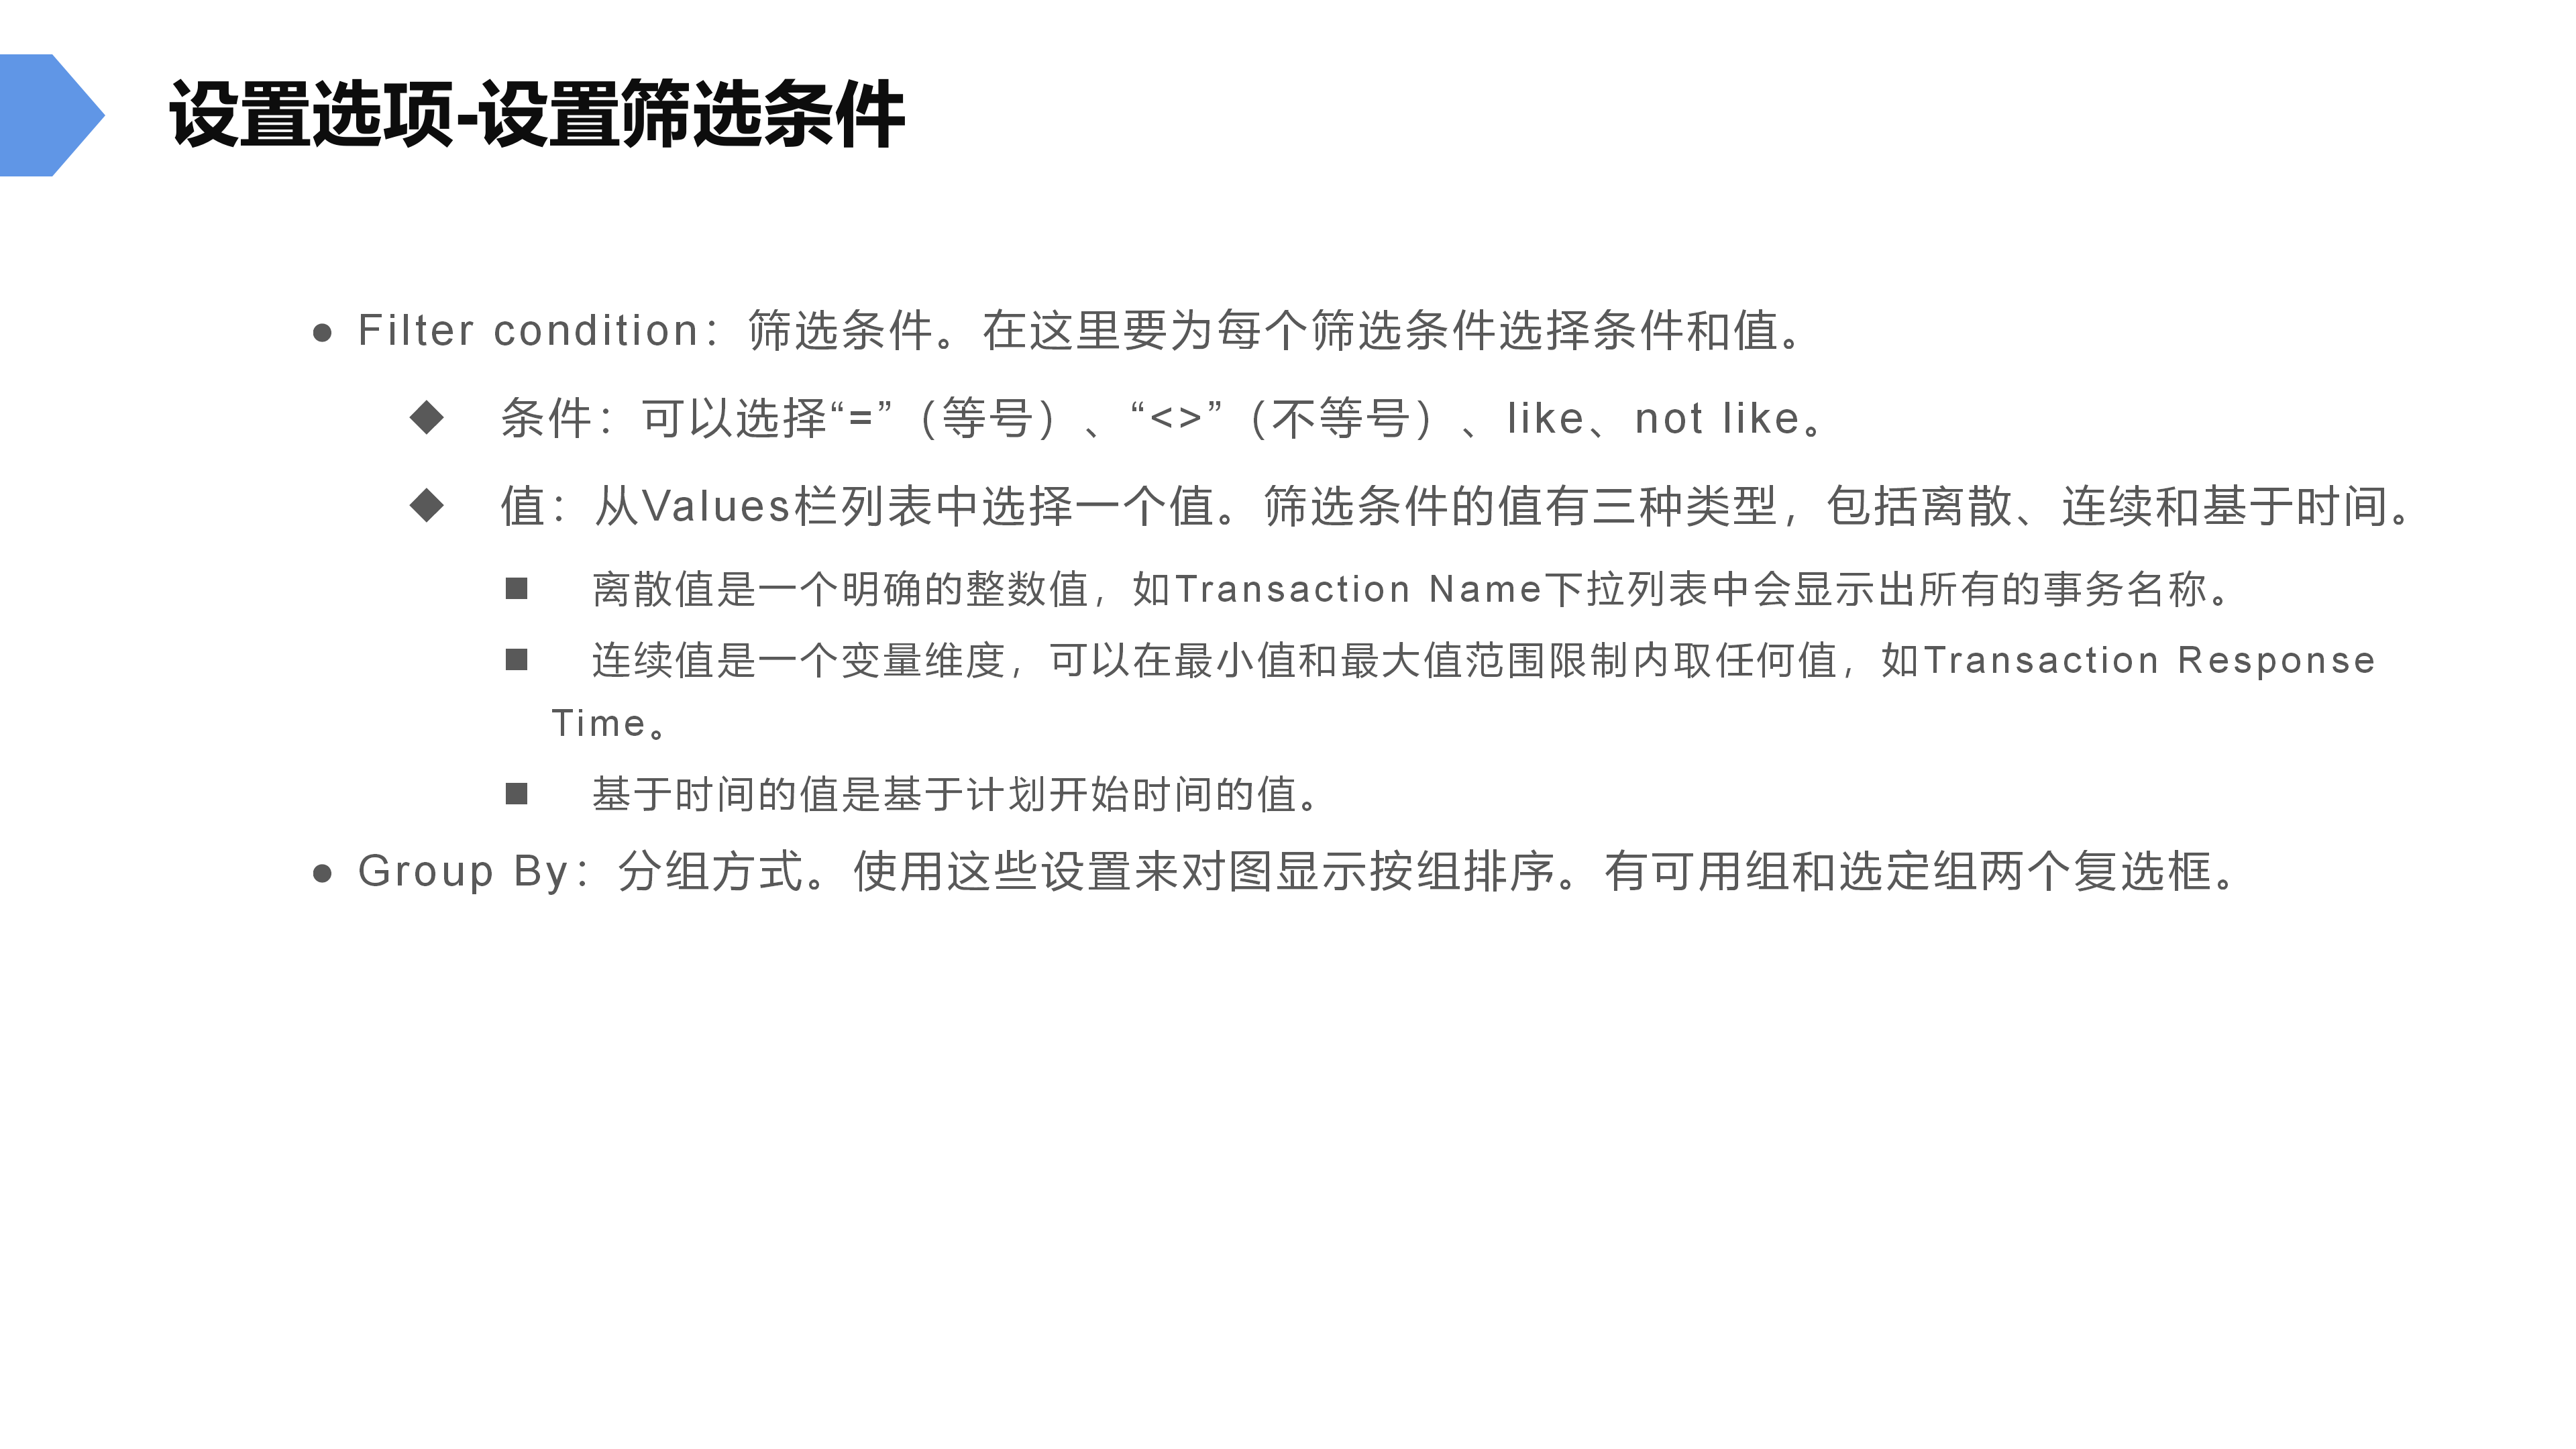 设置选项-设置筛选条件
● Filter condition：筛选条件。在这里要为每个筛选条件选择条件和值。
◆ 条件：可以选择“=”（等号）、“<>”（不等号）、like、not like。
◆ 值：从Values栏列表中选择一个值。筛选条件的值有三种类型，包括离散、连续和基于时间。
■ 离散值是一个明确的整数值，如Transaction Name下拉列表中会显示出所有的事务名称。
■ 连续值是一个变量维度，可以在最小值和最大值范围限制内取任何值，如Transaction Response
Time。
■ 基于时间的值是基于计划开始时间的值。
● Group By：分组方式。使用这些设置来对图显示按组排序。有可用组和选定组两个复选框。